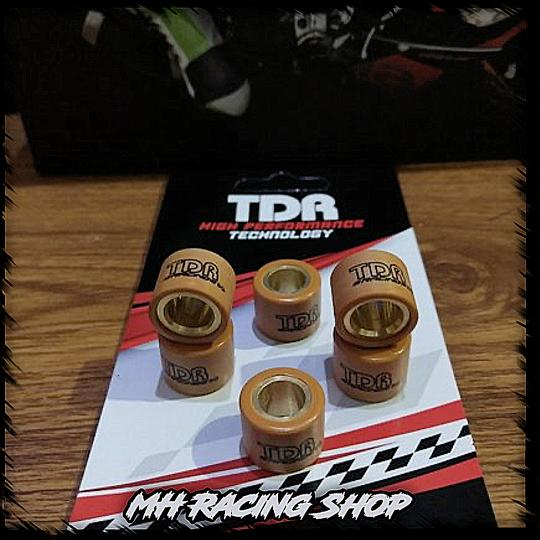 TDR
HIGH PERFORMANCE
TECHNOLOGY
TDR
TDR
TDR
TDR
TDR
TDR
MH RACING SHOP